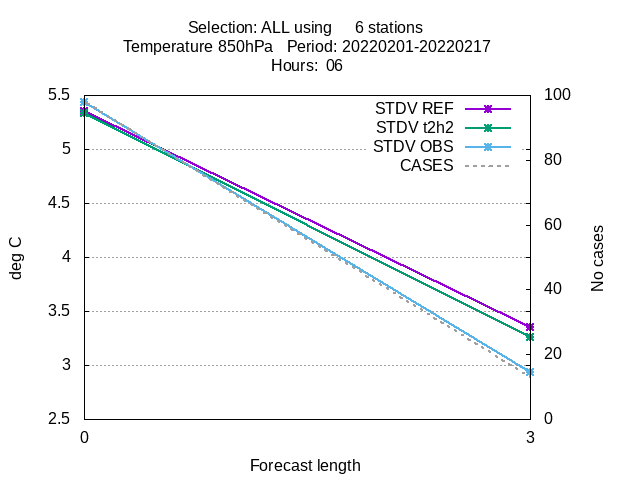 Selection: ALL using     6 stations
Temperature 850hPa   Period: 20220201-20220217
Hours:  06
5.5
5
4.5
4
3.5
3
2.5
100
80
60
40
20
0
STDV REF
STDV t2h2
STDV OBS
CASES
deg C
No cases
0
3
Forecast length